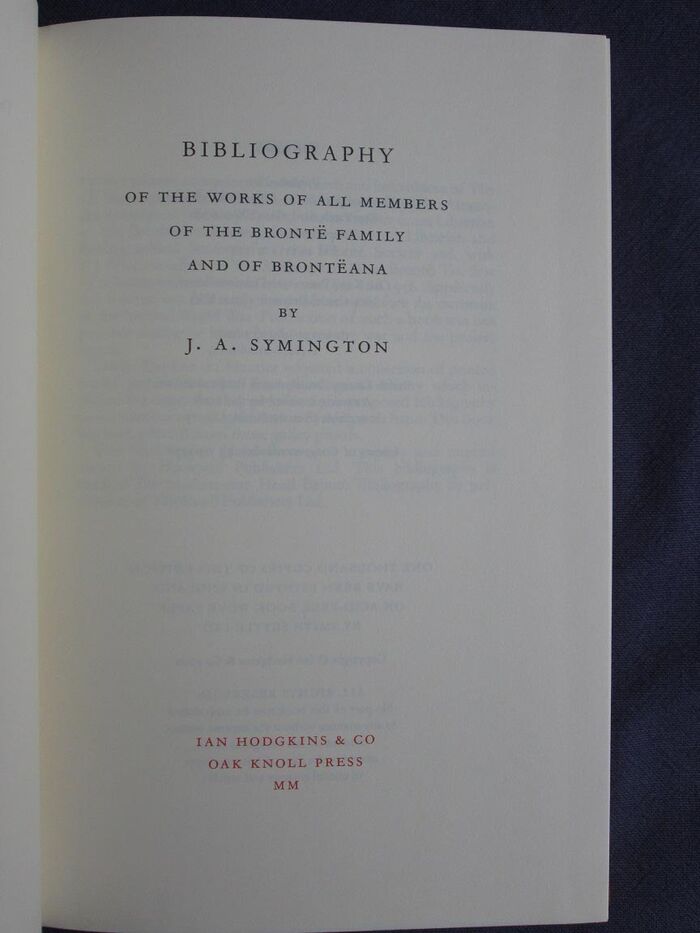 BIBLIOGRAPHY
OF THE WORKS OF ALL MEMBERS
OF THE BRONTË FAMILY
AND OF BRONTËANA
BY
J. A. SYMINGTON
IAN HODGKINS & CO
OAK KNOLL PRESS
MM